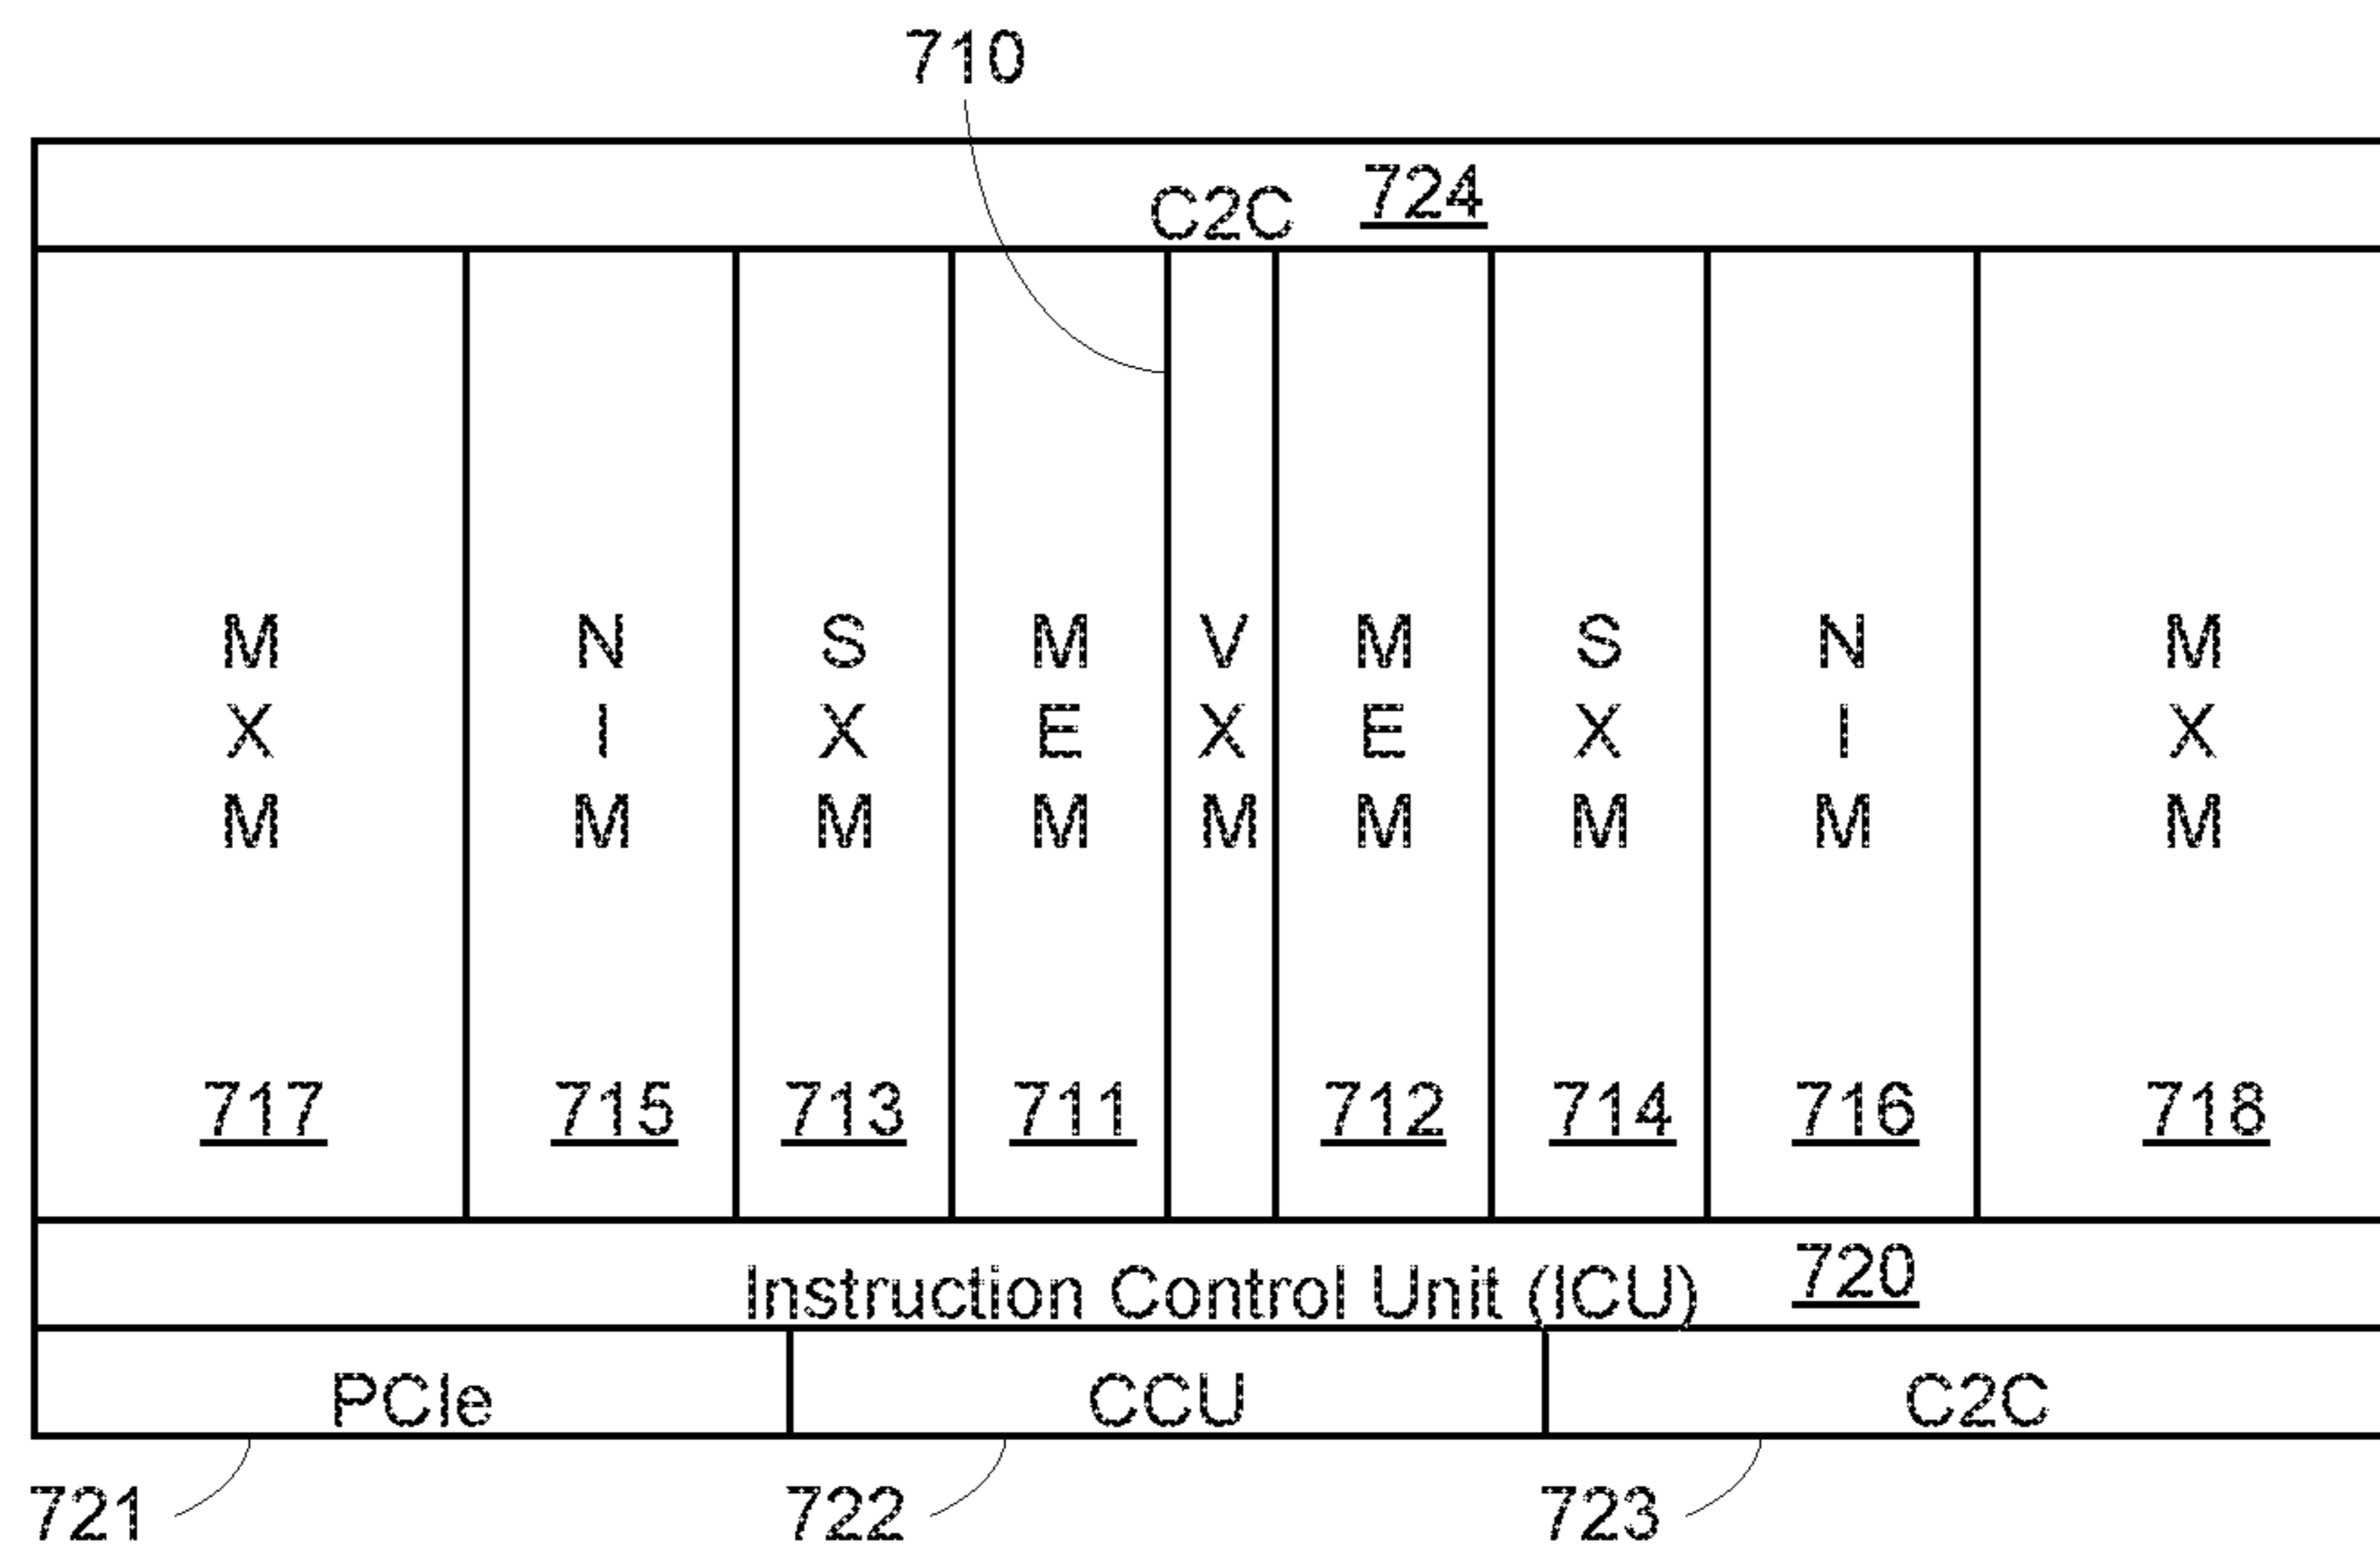 710
C2C 724
M N S M V M S N M
X I X E X E X I X
M M M M M M M M M
717 715 713 711 712 714 716 718
Instruction Control Unit (ICU) 720
PCIe CCU C2C
721 722 723